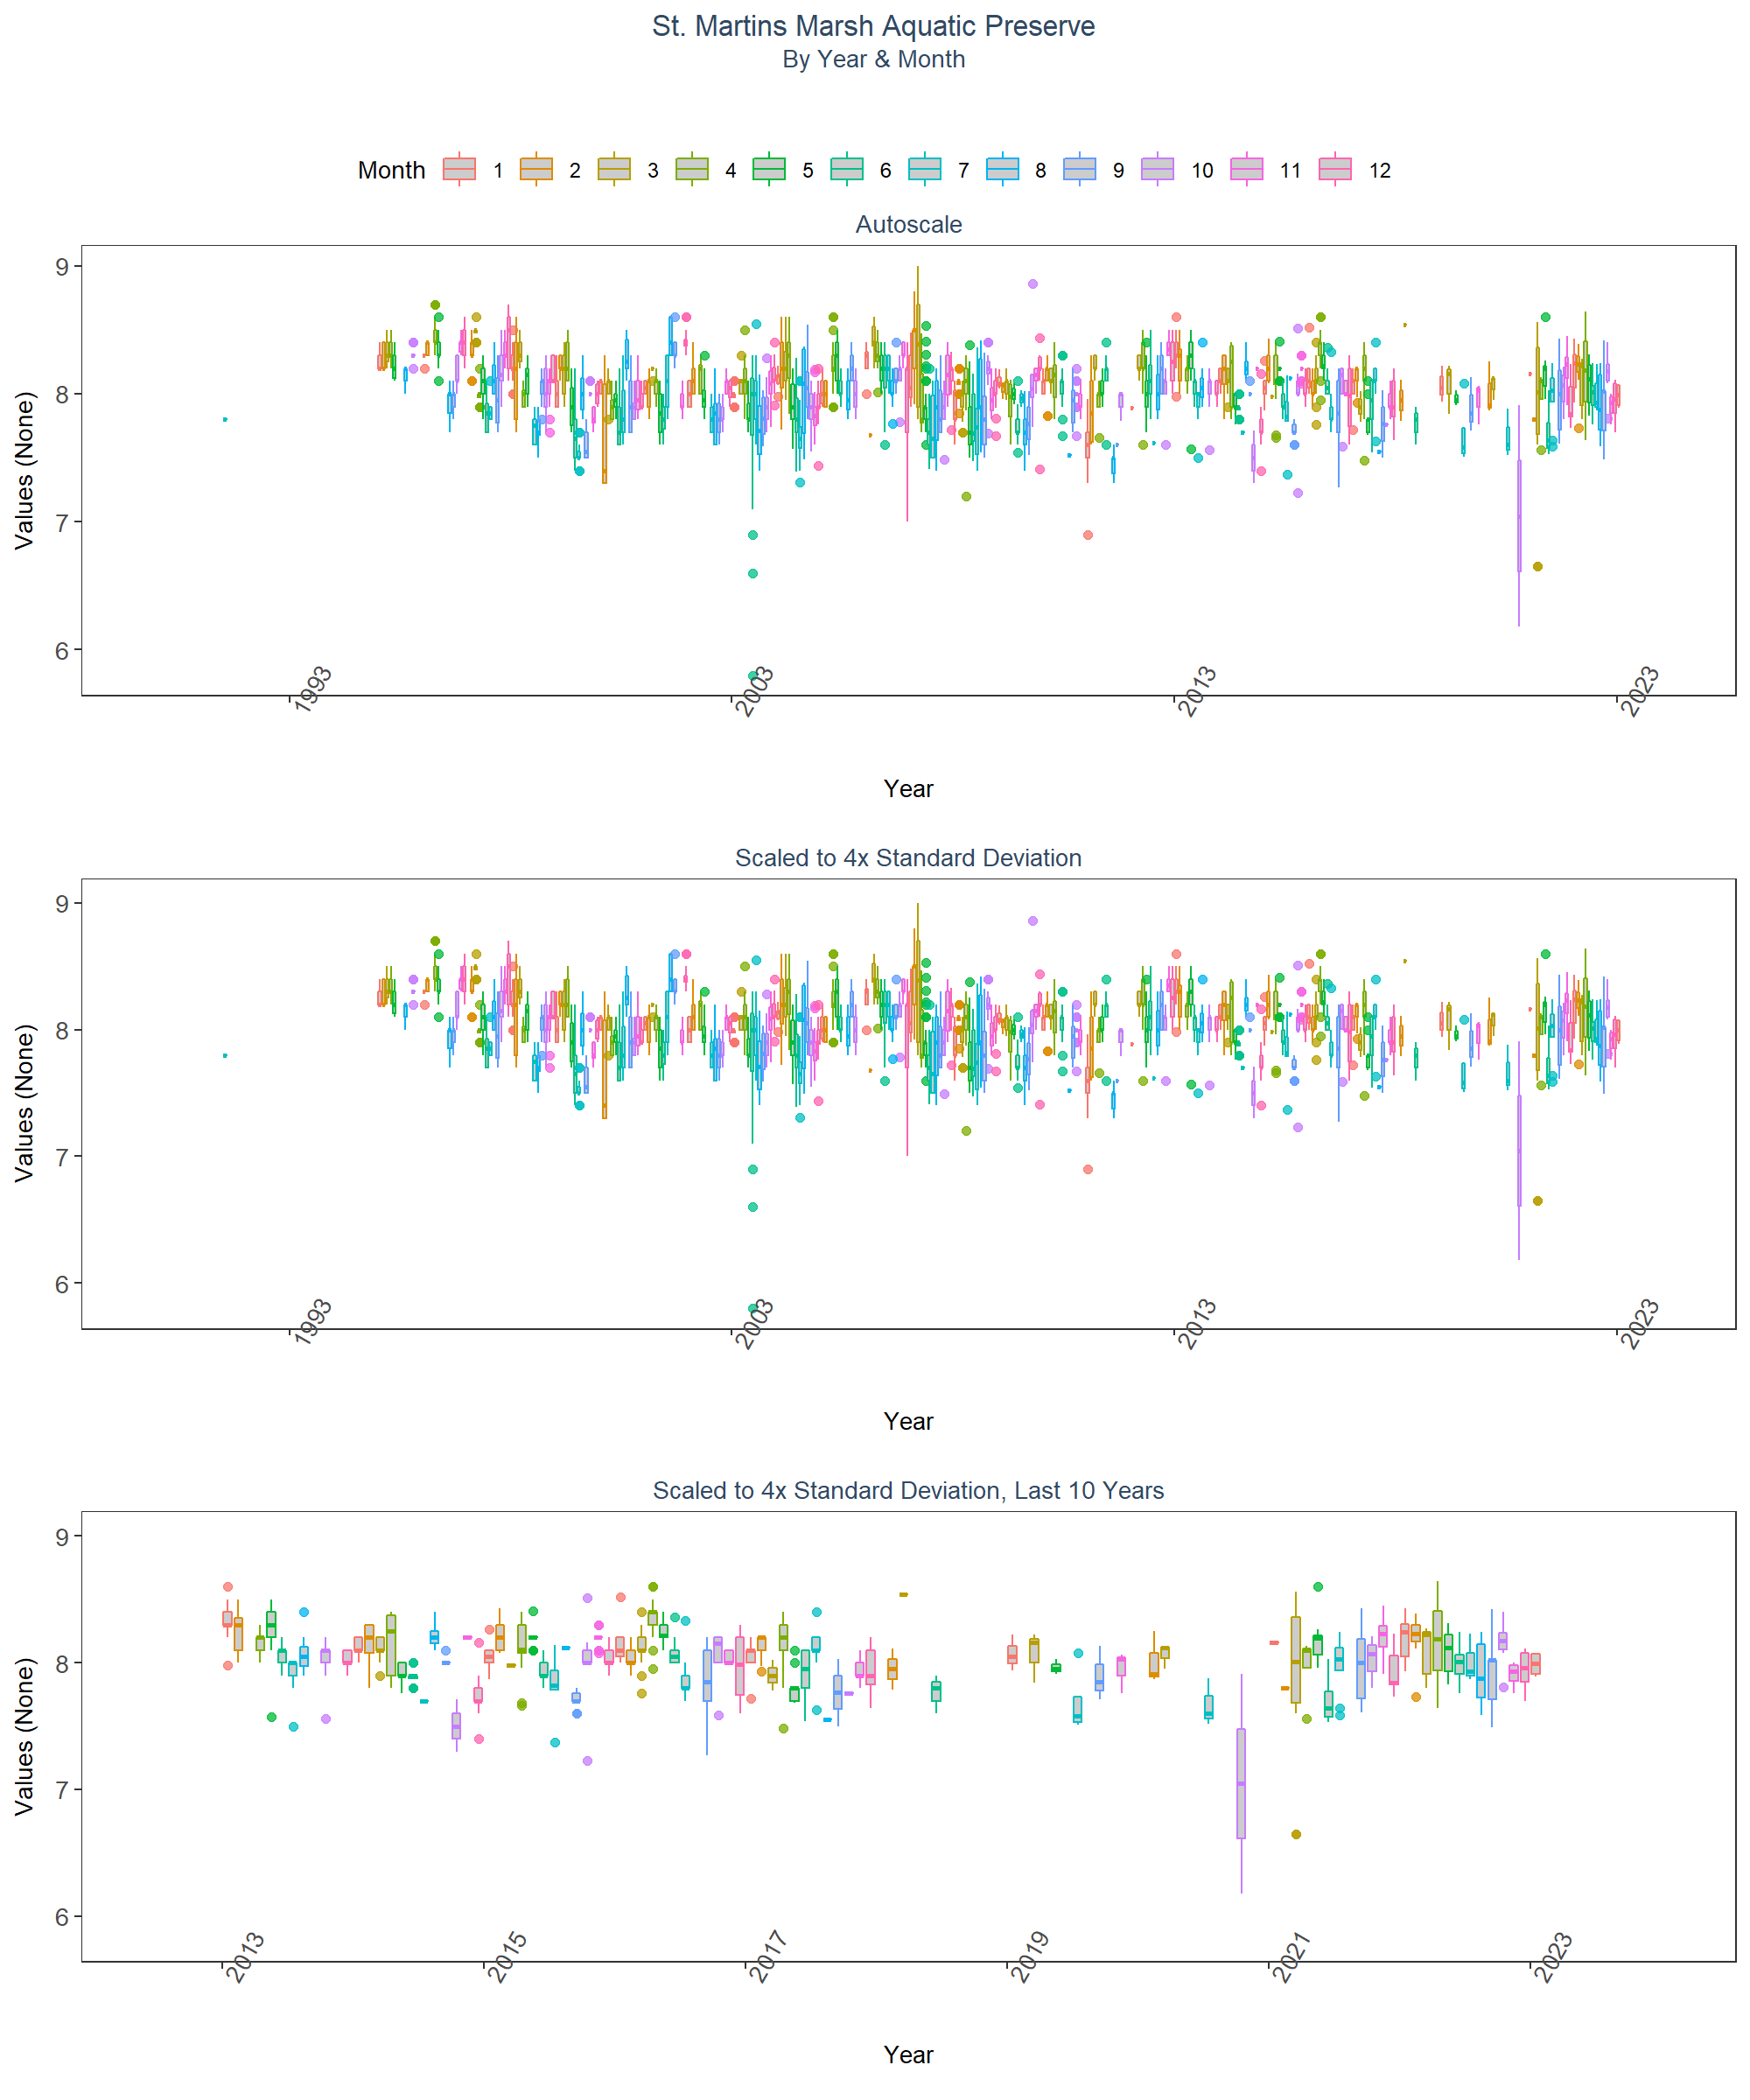 St. Martins Marsh Aquatic Preserve
By Year & Month
Month 1 2 3 4 5 6 7 8 9 10 11 12
Autoscale
Values (None)
9
8
7
6
1993 2003 2013 2023
Year
Scaled to 4x Standard Deviation
Values (None)
9
8
7
6
1993 2003 2013 2023
Year
Scaled to 4x Standard Deviation, Last 10 Years
Values (None)
9
8
7
6
2013 2015 2017 2019 2021 2023
Year